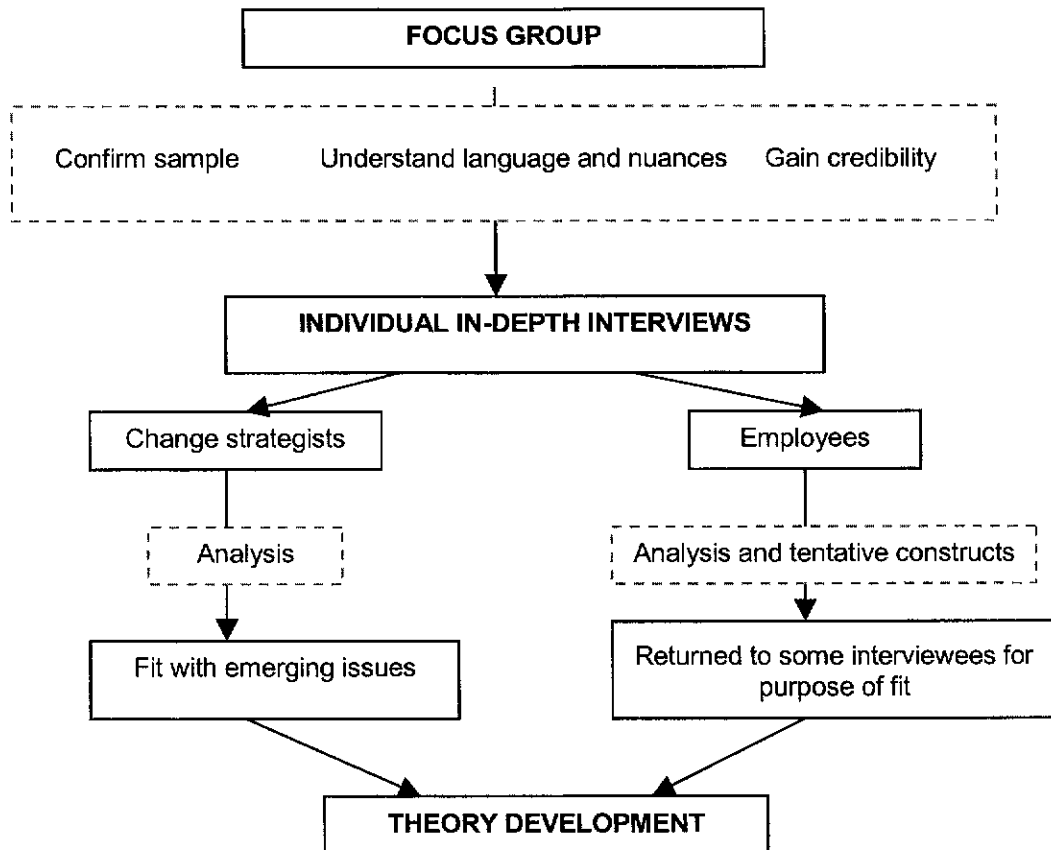 FOCUS GROUP
Confirm sample Understand language and nuances Gain credibility
INDIVIDUAL IN-DEPTH INTERVIEWS
Change strategists Employees
Analysis Analysis and tentative constructs
Fit with emerging issues Returned to some interviewees for
purpose of fit
THEORY DEVELOPMENT